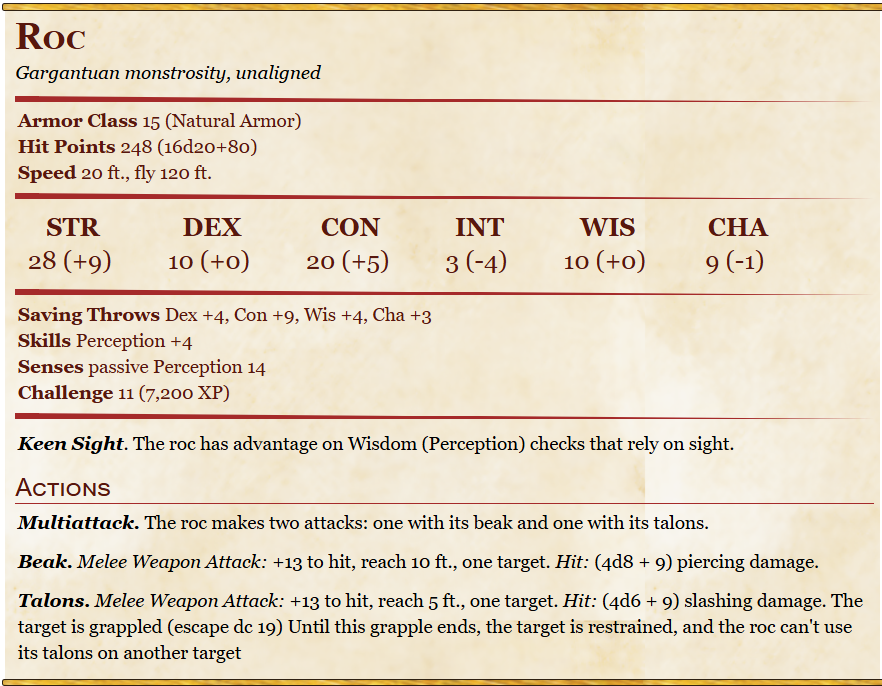 Roc
Gargantuan monstrosity, unaligned
Armor Class 15 (Natural Armor)
Hit Points 248 (16d20+80)
Speed 20 ft., fly 120 ft.
STR DEX CON INT WIS CHA
28 (+9) 10 (+0) 20 (+5) 3 (-4) 10 (+0) 9 (-1)
Saving Throws Dex +4, Con +9, Wis +4, Cha +3
Skills Perception +4
Senses passive Perception 14
Challenge 11 (7,200 XP)
Keen Sight. The roc has advantage on Wisdom (Perception) checks that rely on sight.
Actions
Multiattack. The roc makes two attacks: one with its beak and one with its talons.
Beak. Melee Weapon Attack: +13 to hit, reach 10 ft., one target. Hit: (4d8 + 9) piercing damage.
Talons. Melee Weapon Attack: +13 to hit, reach 5 ft., one target. Hit: (4d6 + 9) slashing damage. The
target is grappled (escape dc 19) Until this grapple ends, the target is restrained, and the roc can't use
its talons on another target